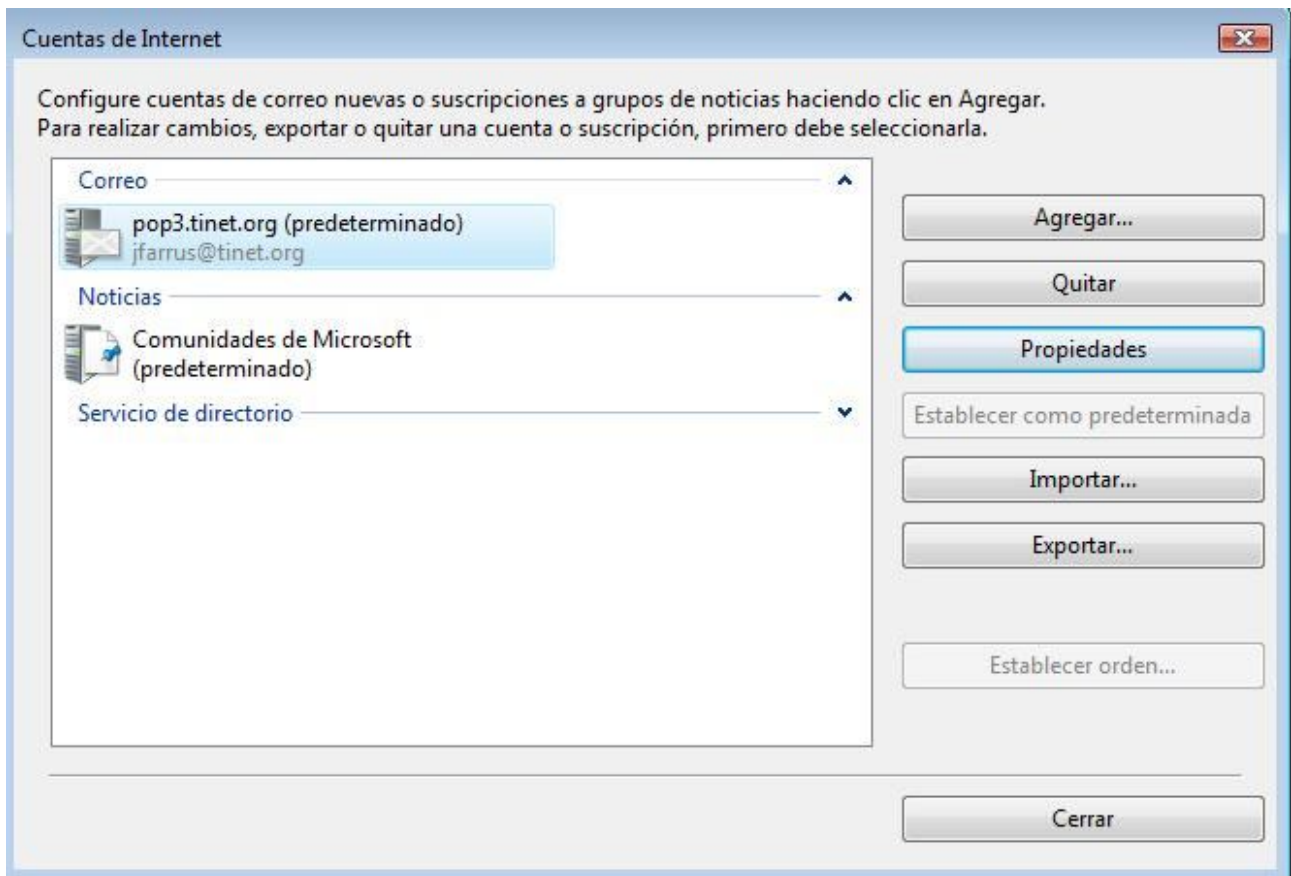 Cuentas de Internet
Configure cuentas de correo nuevas o suscripciones a grupos de noticias haciendo clic en Agregar.
Para realizar cambios, exportar o quitar una cuenta o suscripción, primero debe seleccionarla.
Correo
pop3.tinet.org (predeterminado)
jfarrus@tinet.org
Noticias
Comunidades de Microsoft
(predeterminado)
Servicio de directorio
Agregar...
Quitar
Propiedades
Establecer como predeterminada
Importar...
Exportar...
Establecer orden...
Cerrar